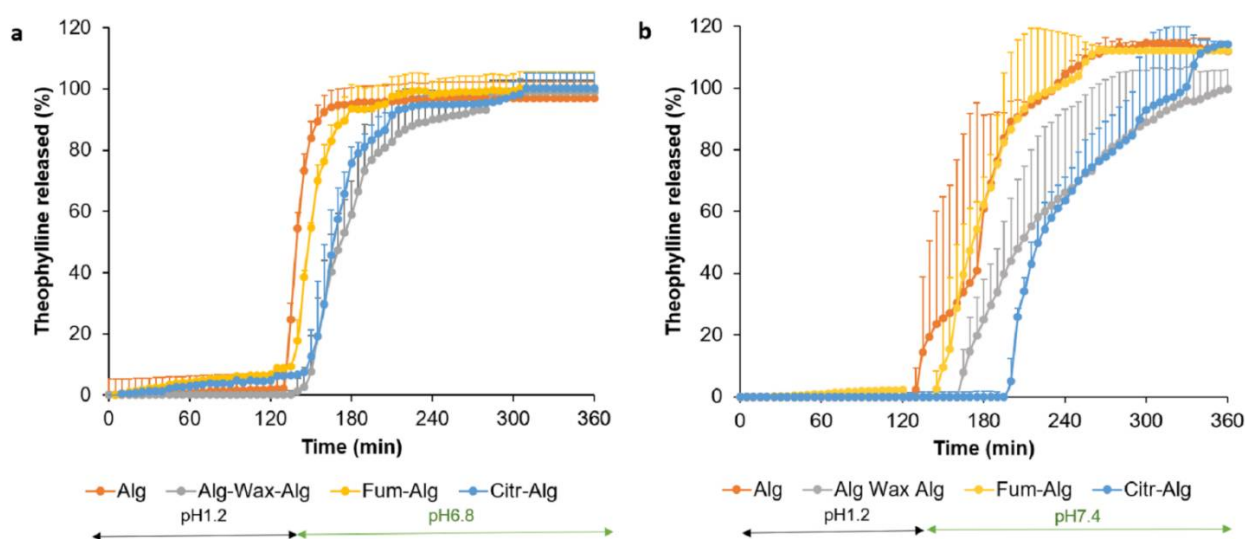 a
120
100
80
60
40
20
0
Theophylline released (%)
0 60 120 180 240 300 360
Time (min)
Alg Alg-Wax-Alg Fum-Alg Citr-Alg
pH1.2 pH6.8
b
120
100
80
60
40
20
0
Theophylline released (%)
0 60 120 180 240 300 360
Time (min)
Alg Alg Wax Alg Fum-Alg Citr-Alg
pH1.2 pH7.4